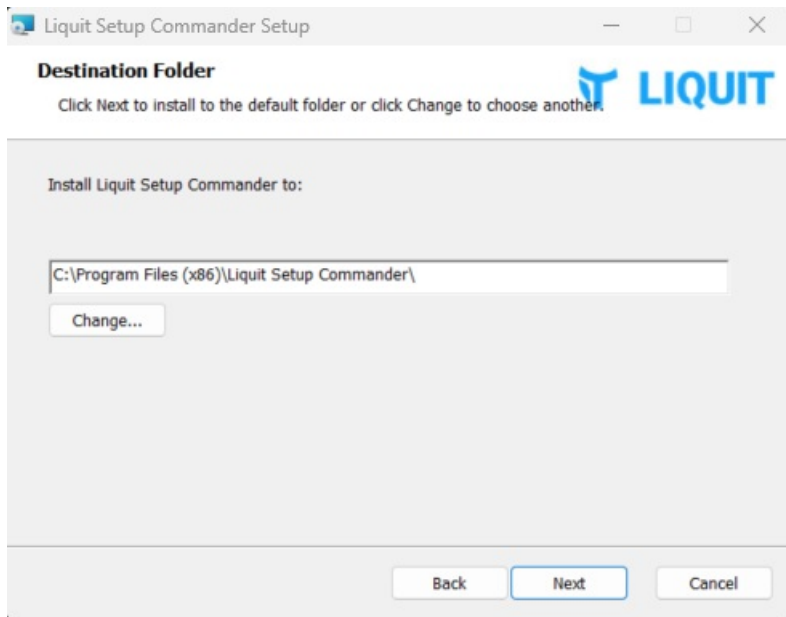 Liquit Setup Commander Setup
Destination Folder
Click Next to install to the default folder or click Change to choose another.
LIQUIT
Install Liquit Setup Commander to:
C:\Program Files (x86)\Liquit Setup Commander\
Change...
Back
Next
Cancel